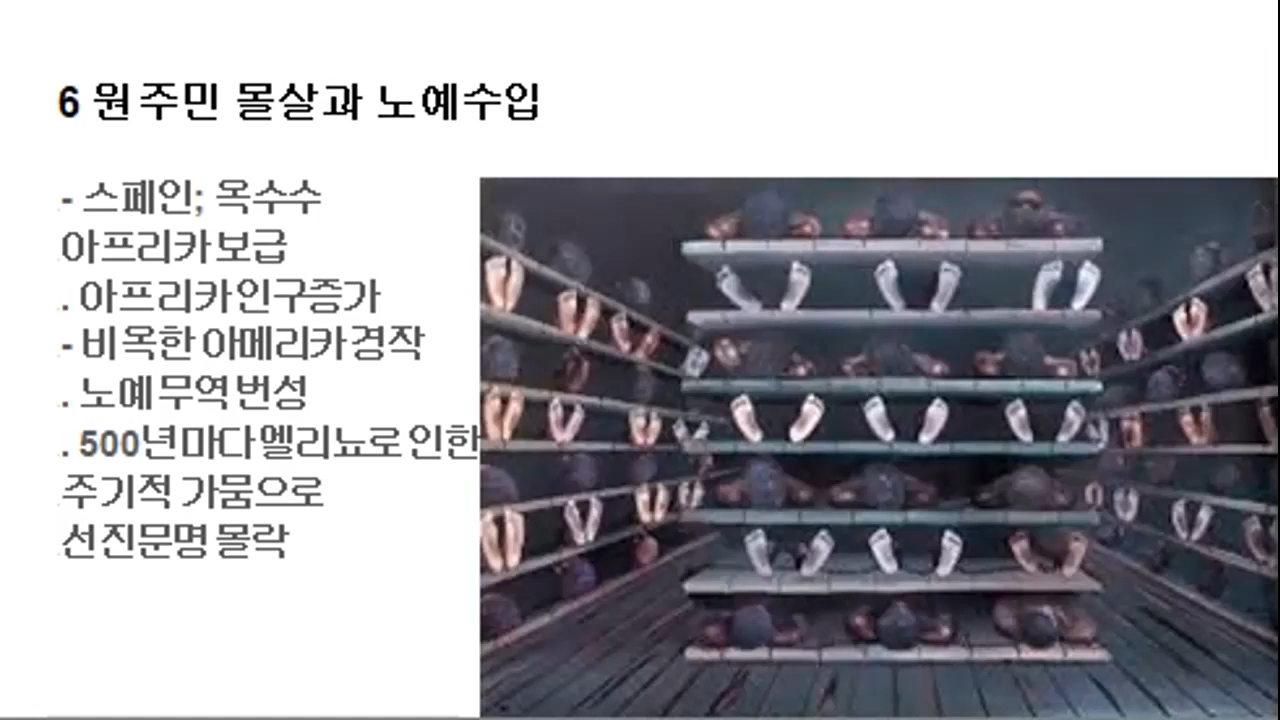 6 원주민 몰살과 노예수입
- 스페인; 옥수수
아프리카보급
. 아프리카인구증가
- 비옥한 아메리카경작
. 노예무역번성
. 500년마다엘리뇨로인한
주기적 가뭄으로
선진문명몰락